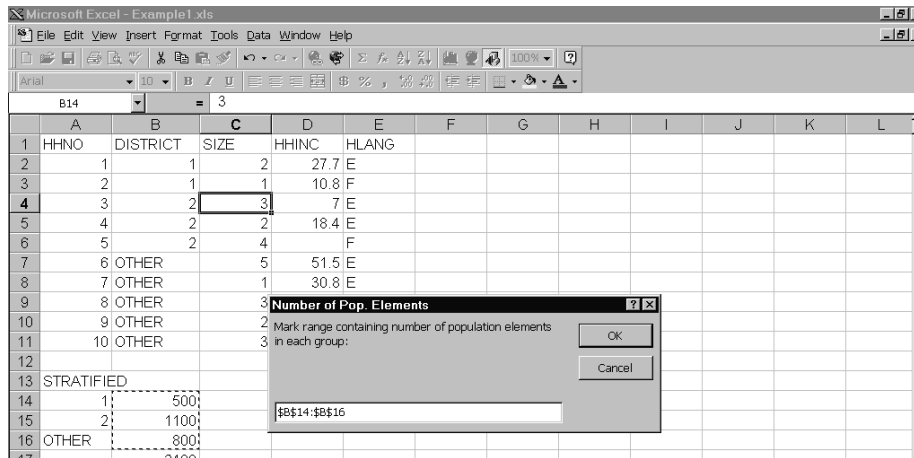 Microsoft Excel - Example1.xls
File Edit View Insert Format Tools Data Window Help
100%
Arial 10 B I U $ % ,
B14 = 3
A B C D E F G H I J K L
1 HHNO DISTRICT SIZE HHINC HLANG
2 1 1 2 27.7 E
3 2 1 1 10.8 F
4 3 2 3 7 E
5 4 2 2 18.4 E
6 5 2 4 F
7 6 OTHER 5 51.5 E
8 7 OTHER 1 30.8 E
9 8 OTHER 3
10 9 OTHER 2
11 10 OTHER 3
12
13 STRATIFIED
14 1 500
15 2 1100
16 OTHER 800
17 2400
Number of Pop. Elements
Mark range containing number of population elements
in each group:
OK
Cancel
$B$14:$B$16